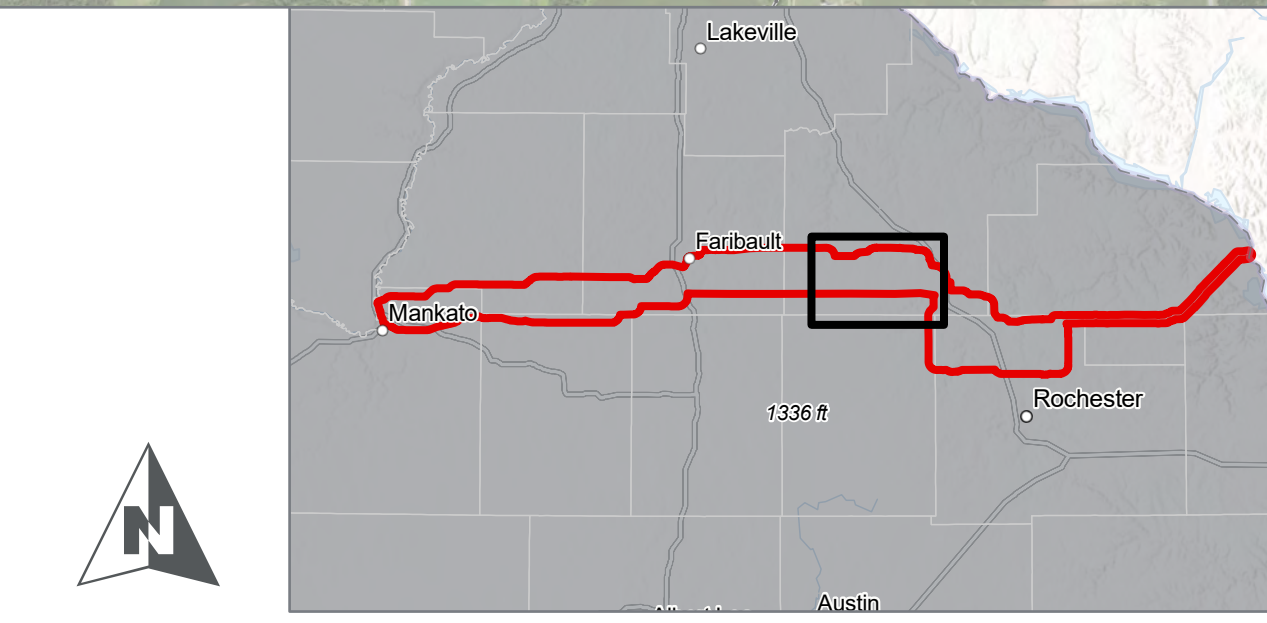 Lakeville
Faribault
Mankato
Rochester
1336 ft
N
Austin